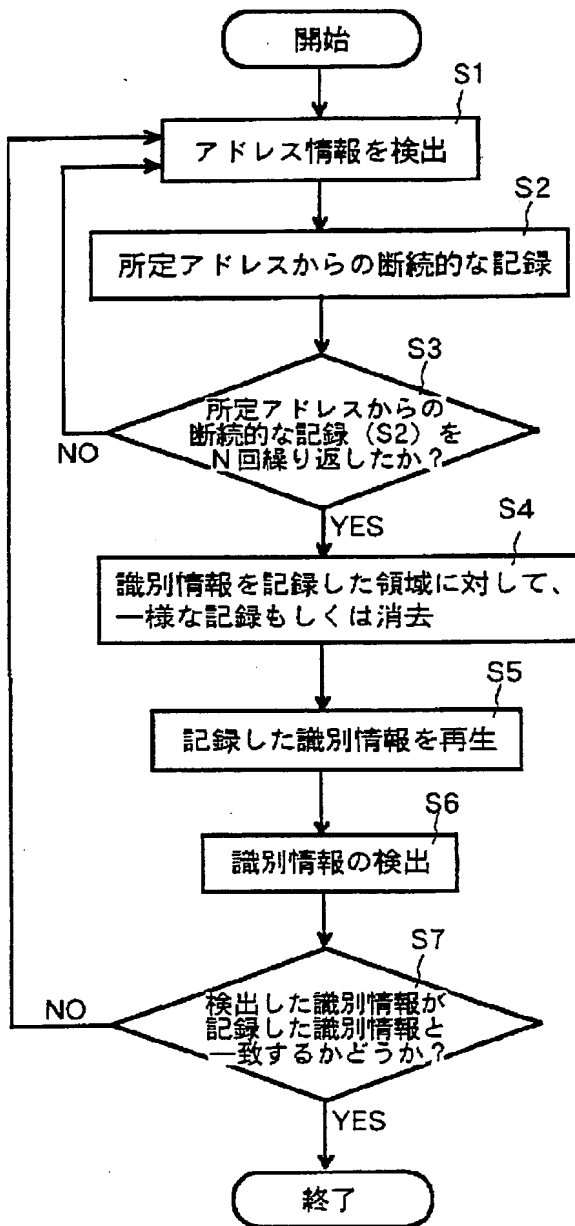 開始
S1
アドレス情報を検出
S2
所定アドレスからの断続的な記録
S3
所定アドレスからの
断続的な記録（S2）を
N回繰り返したか？
NO
YES
S4
識別情報を記録した領域に対して、
一様な記録もしくは消去
S5
記録した識別情報を再生
S6
識別情報の検出
S7
検出した識別情報が
記録した識別情報と
一致するかどうか？
NO
YES
終了